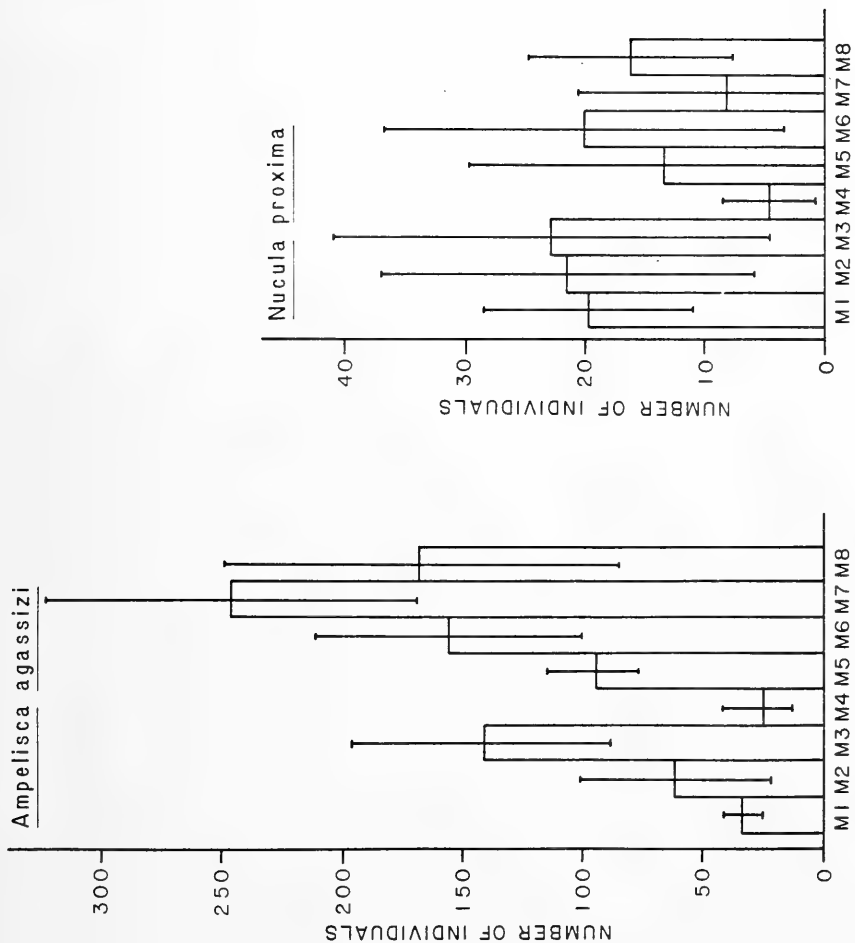 Ampelisca agassizi
NUMBER OF INDIVIDUALS
300
250
200
150
100
50
0
M1 M2 M3 M4 M5 M6 M7 M8
Nucula proxima
NUMBER OF INDIVIDUALS
40
30
20
10
0
M1 M2 M3 M4 M5 M6 M7 M8